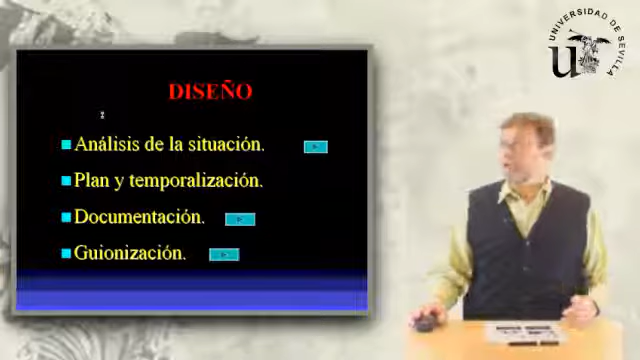 DISEÑO
Análisis de la situación.
Plan y temporalización.
Documentación.
Guionización.
UNIVERSIDAD DE SEVILLA